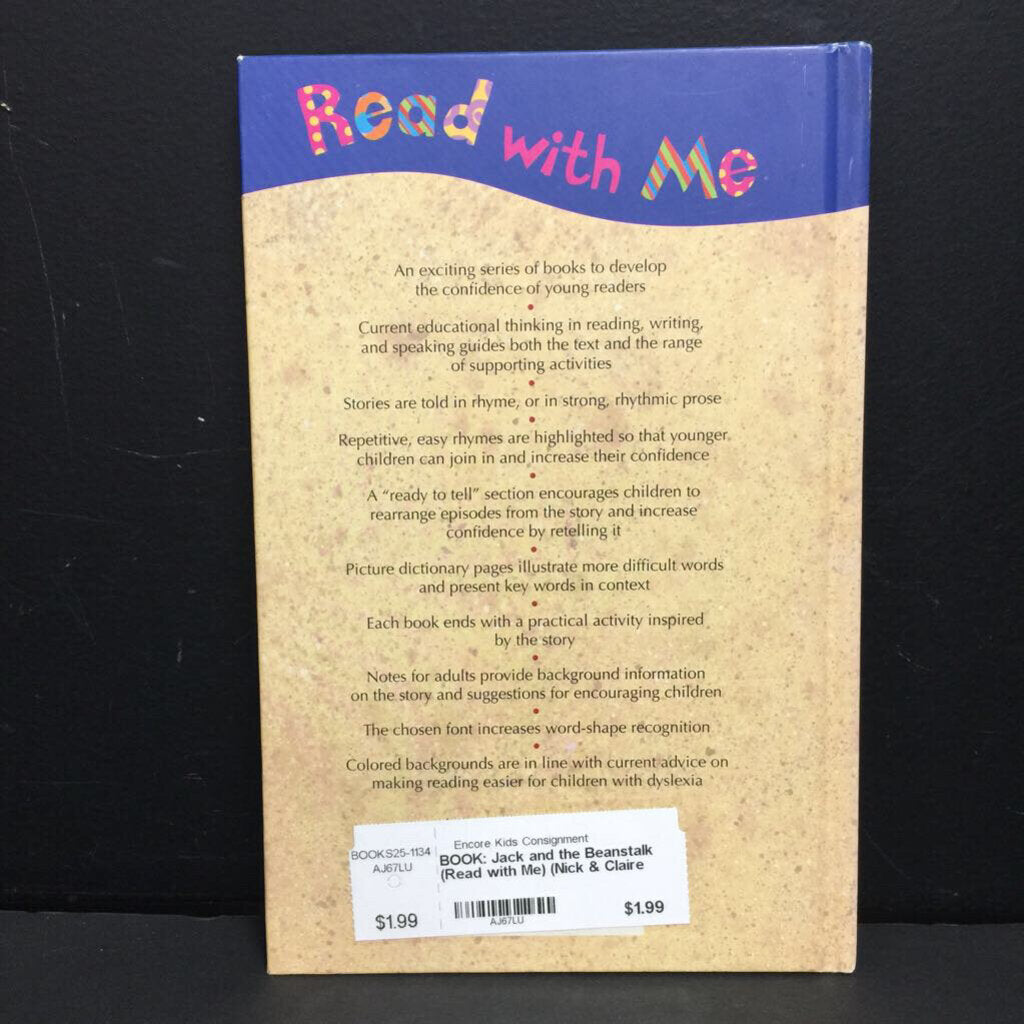 Read with Me
An exciting series of books to develop
the confidence of young readers
Current educational thinking in reading, writing,
and speaking guides both the text and the range
of supporting activities
Stories are told in rhyme, or in strong, rhythmic prose
Repetitive, easy rhymes are highlighted so that younger
children can join in and increase their confidence
A “ready to tell” section encourages children to
rearrange episodes from the story and increase
confidence by retelling it
Picture dictionary pages illustrate more difficult words
and present key words in context
Each book ends with a practical activity inspired
by the story
Notes for adults provide background information
on the story and suggestions for encouraging children
The chosen font increases word-shape recognition
Colored backgrounds are in line with current advice on
making reading easier for children with dyslexia
BOOKS25-1134
AJ67LU
$1.99
Encore Kids Consignment
BOOK: Jack and the Beanstalk
(Read with Me) (Nick & Claire
AJ67LU
$1.99